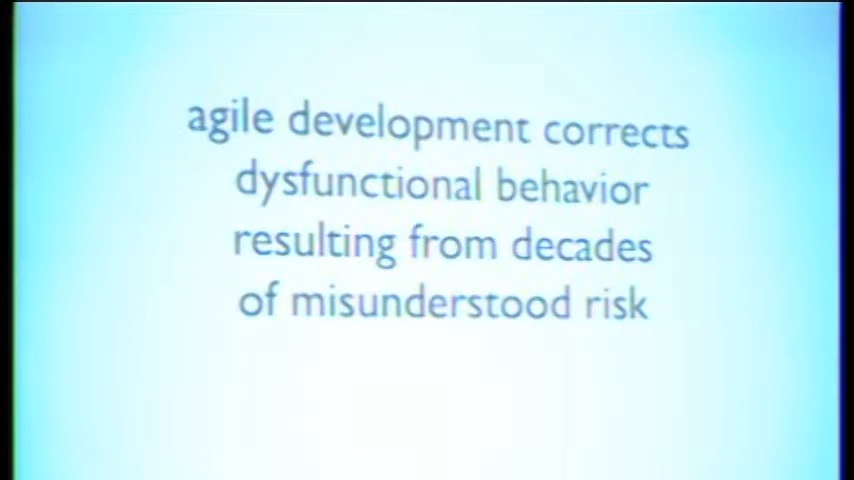 agile development corrects
dysfunctional behavior
resulting from decades
of misunderstood risk